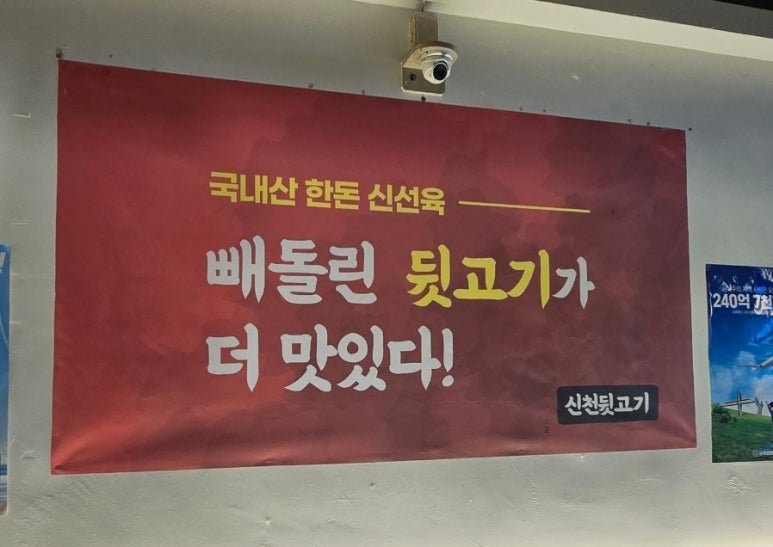 국내산 한돈 신선육
빼돌린 뒷고기가
더 맛있다!
신천뒷고기
240억